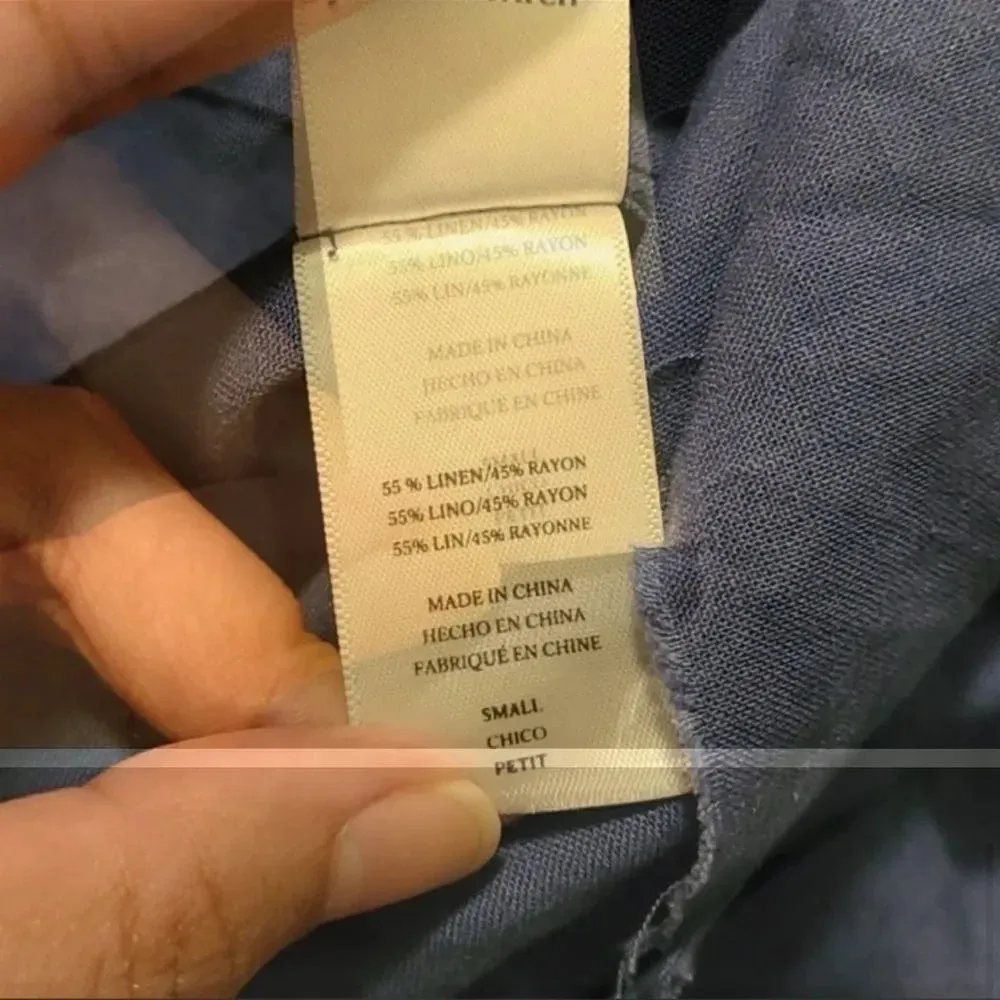 55% LINEN/45% RAYON
55% LINO/45% RAYON
55% LIN/45% RAYONNE
MADE IN CHINA
HECHO EN CHINA
FABRIQUÉ EN CHINE
SMALL
55 % LINEN/45% RAYON
55% LINO/45% RAYON
55% LIN/45% RAYONNE
MADE IN CHINA
HECHO EN CHINA
FABRIQUÉ EN CHINE
SMALL
CHICO
PETIT